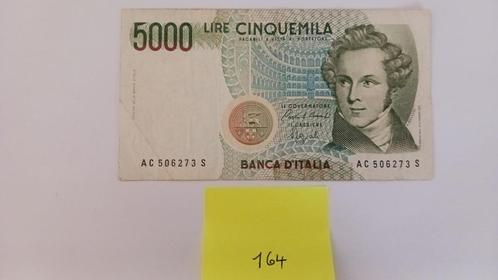 5000 LIRE CINQUEMILA
PAGABILI A VISTA AL PORTATORE
IL GOVERNATORE
IL CASSIERE
AC 506273 S
AC 506273 S
BANCA D'ITALIA
164